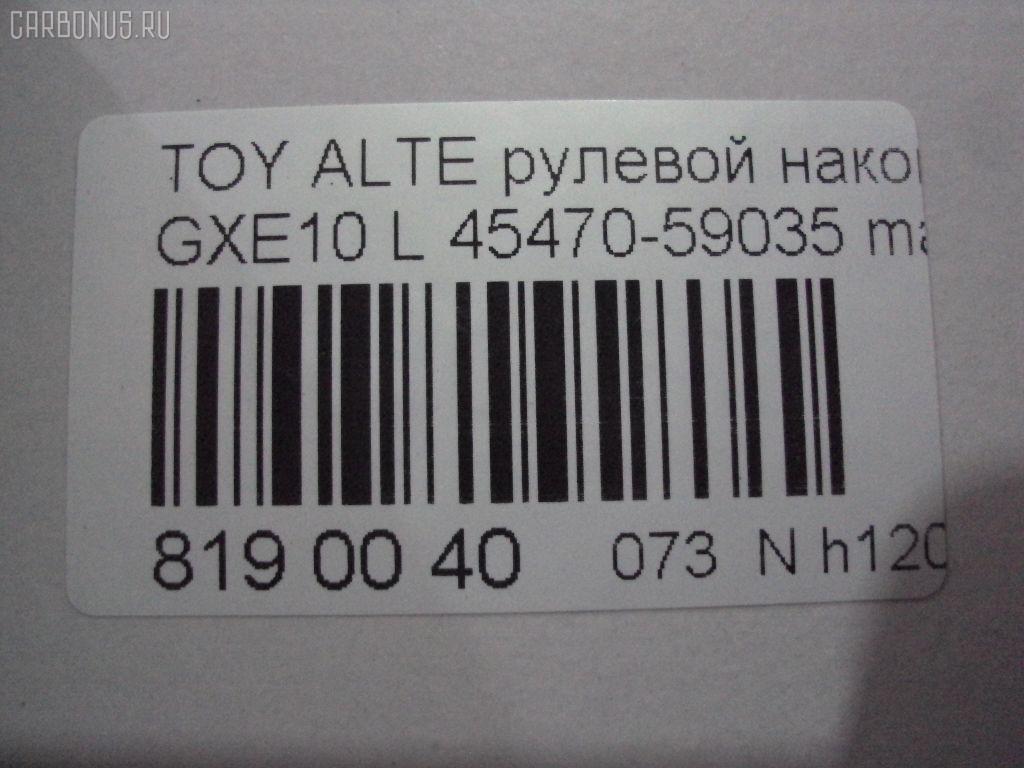 CARBONUS.RU
TOY ALTE рулевой нако
GXE10 L 45470-59035 ma
819 00 40 073 N h120